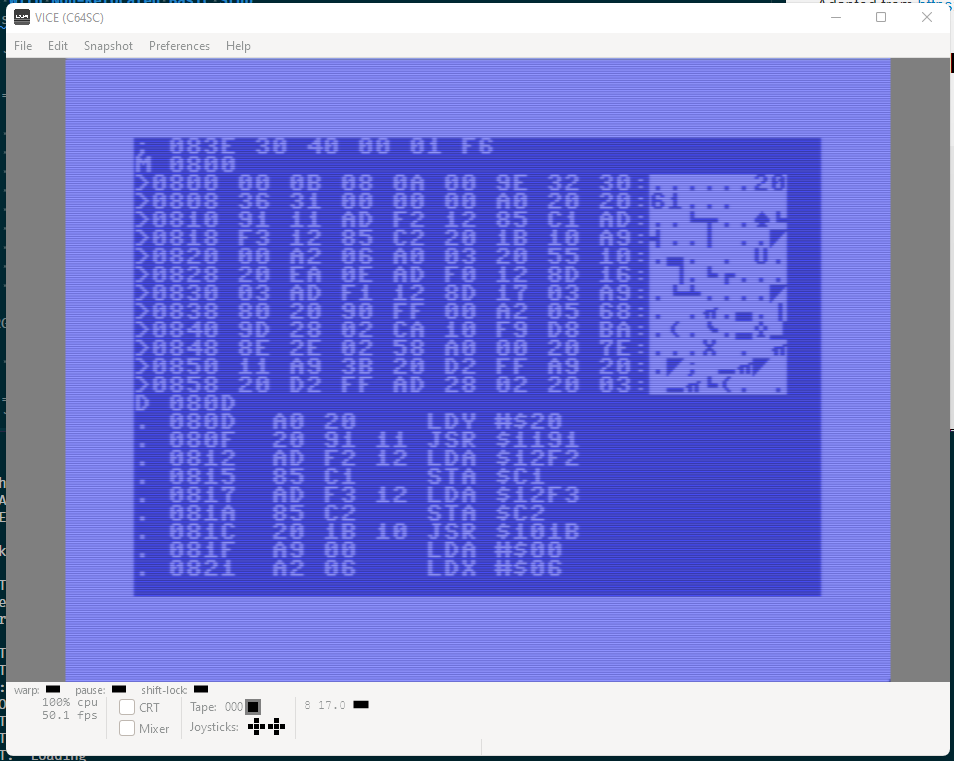 VICE (C64SC)
File Edit Snapshot Preferences Help
; 083E 30 40 00 01 F6
M 0800
>0800 00 0B 08 0A 00 9E 32 30:......20
>0808 36 31 00 00 00 A0 20 20:61...
>0810 91 11 AD F2 12 85 C1 AD:
>0818 F3 12 85 C2 20 1B 10 A9:
>0820 00 A2 06 A0 03 20 55 10:
>0828 20 EA 0E AD F0 12 8D 16:
>0830 03 AD F1 12 8D 17 03 A9:
>0838 80 20 90 FF 00 A2 05 68:
>0840 9D 28 02 CA 10 F9 D8 BA:
>0848 8E 2E 02 58 A0 00 20 7E:
>0850 11 A9 3B 20 D2 FF A9 20:
>0858 20 D2 FF AD 28 02 20 03:
D 080D
. 080D A0 20 LDY #$20
. 080F 20 91 11 JSR $1191
. 0812 AD F2 12 LDA $12F2
. 0815 85 C1 STA $C1
. 0817 AD F3 12 LDA $12F3
. 081A 85 C2 STA $C2
. 081C 20 1B 10 JSR $101B
. 081F A9 00 LDA #$00
. 0821 A2 06 LDX #$06
warp: pause: shift-lock:
100% cpu
50.1 fps
CRT
Mixer
Tape: 000
Joysticks:
8 17.0